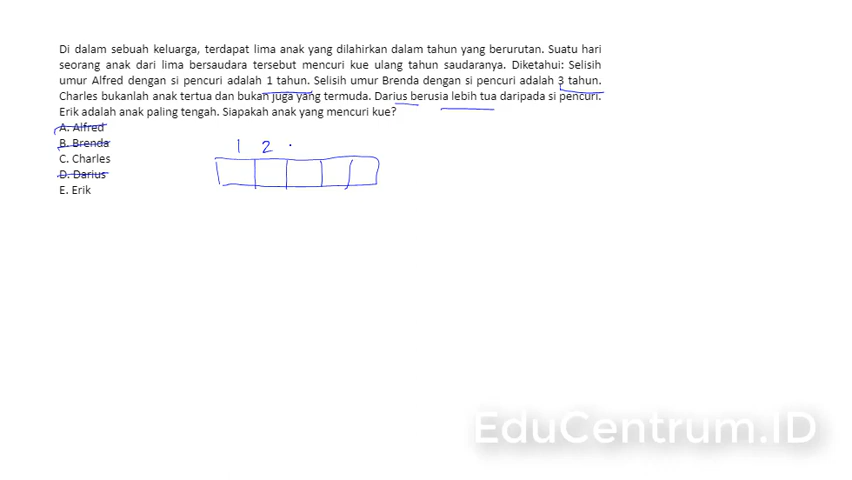 Di dalam sebuah keluarga, terdapat lima anak yang dilahirkan dalam tahun yang berurutan. Suatu hari
seorang anak dari lima bersaudara tersebut mencuri kue ulang tahun saudaranya. Diketahui: Selisih
umur Alfred dengan si pencuri adalah 1 tahun. Selisih umur Brenda dengan si pencuri adalah 3 tahun.
Charles bukanlah anak tertua dan bukan juga yang termuda. Darius berusia lebih tua daripada si pencuri.
Erik adalah anak paling tengah. Siapakah anak yang mencuri kue?
A. Alfred
B. Brenda
C. Charles
D. Darius
E. Erik
1 2
EduCentrum.ID